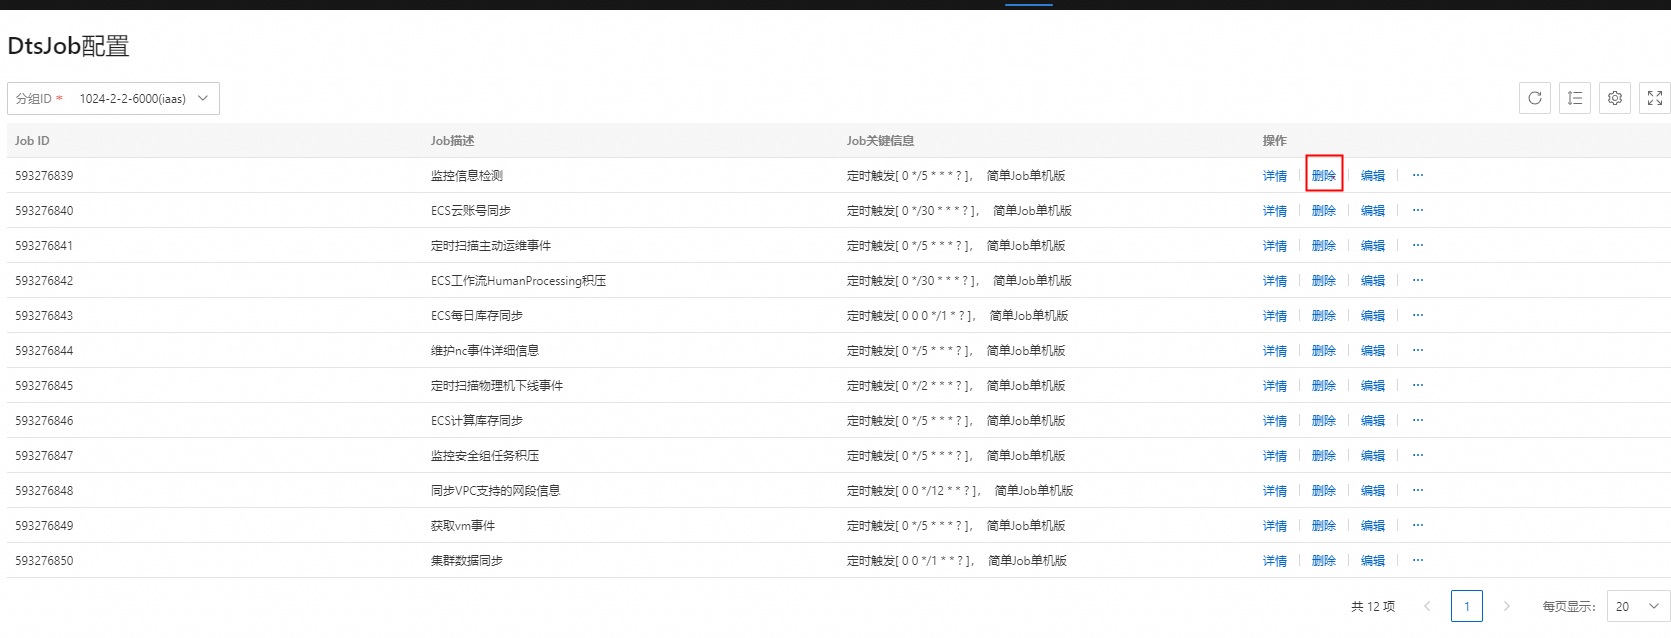 DtsJob配置
分组ID * 1024-2-2-6000(iaas)
Job ID Job描述 Job关键信息 操作
593276839 监控信息检测 定时触发[ 0 */5 * * * ? ]， 简单Job单机版 详情 删除 编辑 ···
593276840 ECS云账号同步 定时触发[ 0 */30 * * * ? ]， 简单Job单机版 详情 删除 编辑 ···
593276841 定时扫描主动运维事件 定时触发[ 0 */5 * * * ? ]， 简单Job单机版 详情 删除 编辑 ···
593276842 ECS工作流HumanProcessing积压 定时触发[ 0 */30 * * * ? ]， 简单Job单机版 详情 删除 编辑 ···
593276843 ECS每日库存同步 定时触发[ 0 0 0 */1 * ? ]， 简单Job单机版 详情 删除 编辑 ···
593276844 维护nc事件详细信息 定时触发[ 0 */5 * * * ? ]， 简单Job单机版 详情 删除 编辑 ···
593276845 定时扫描物理机下线事件 定时触发[ 0 */2 * * * ? ]， 简单Job单机版 详情 删除 编辑 ···
593276846 ECS计算库存同步 定时触发[ 0 */5 * * * ? ]， 简单Job单机版 详情 删除 编辑 ···
593276847 监控安全组任务积压 定时触发[ 0 */5 * * * ? ]， 简单Job单机版 详情 删除 编辑 ···
593276848 同步VPC支持的网段信息 定时触发[ 0 0 */12 * * ? ]， 简单Job单机版 详情 删除 编辑 ···
593276849 获取vm事件 定时触发[ 0 */5 * * * ? ]， 简单Job单机版 详情 删除 编辑 ···
593276850 集群数据同步 定时触发[ 0 0 */1 * * ? ]， 简单Job单机版 详情 删除 编辑 ···
共 12 项 1 每页显示： 20